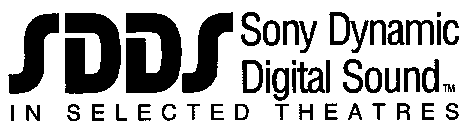 SDDS Sony Dynamic
Digital Sound™
IN SELECTED THEATRES